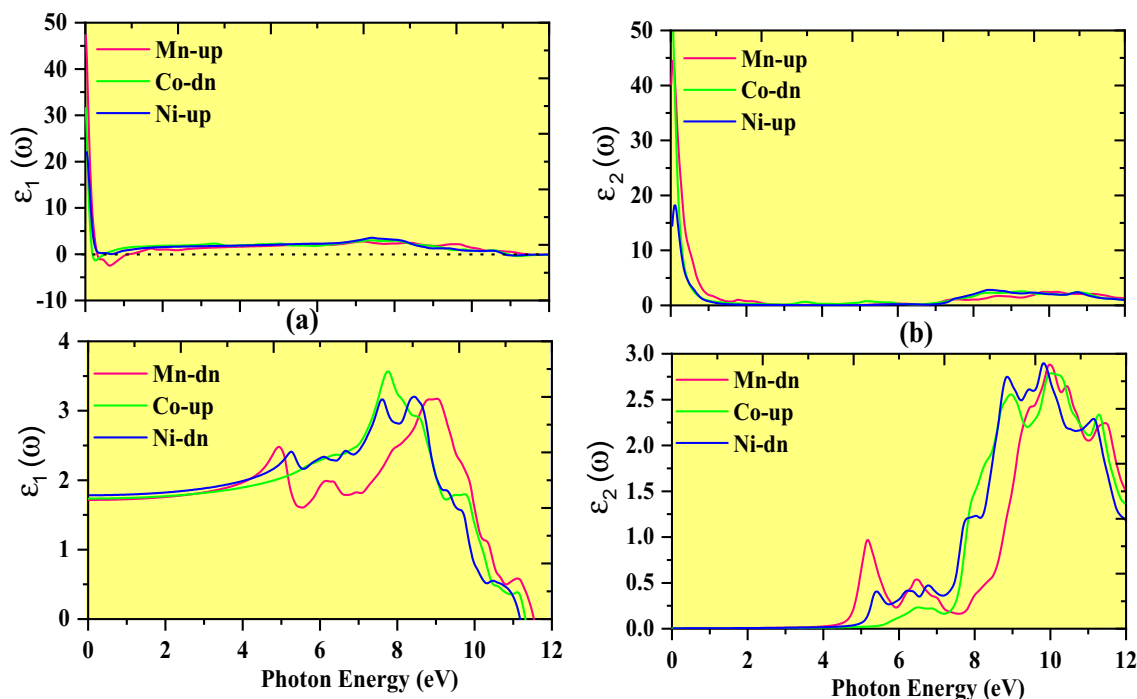 50
40
30
20
10
0
-10
ε₁ (ω)
Mn-up
Co-dn
Ni-up
(a)
50
40
30
20
10
0
ε₂ (ω)
Mn-up
Co-dn
Ni-up
(b)
4
3
2
1
0
ε₁ (ω)
Mn-dn
Co-up
Ni-dn
0 2 4 6 8 10 12
Photon Energy (eV)
3.0
2.5
2.0
1.5
1.0
0.5
0.0
ε₂ (ω)
Mn-dn
Co-up
Ni-dn
0 2 4 6 8 10 12
Photon Energy (eV)